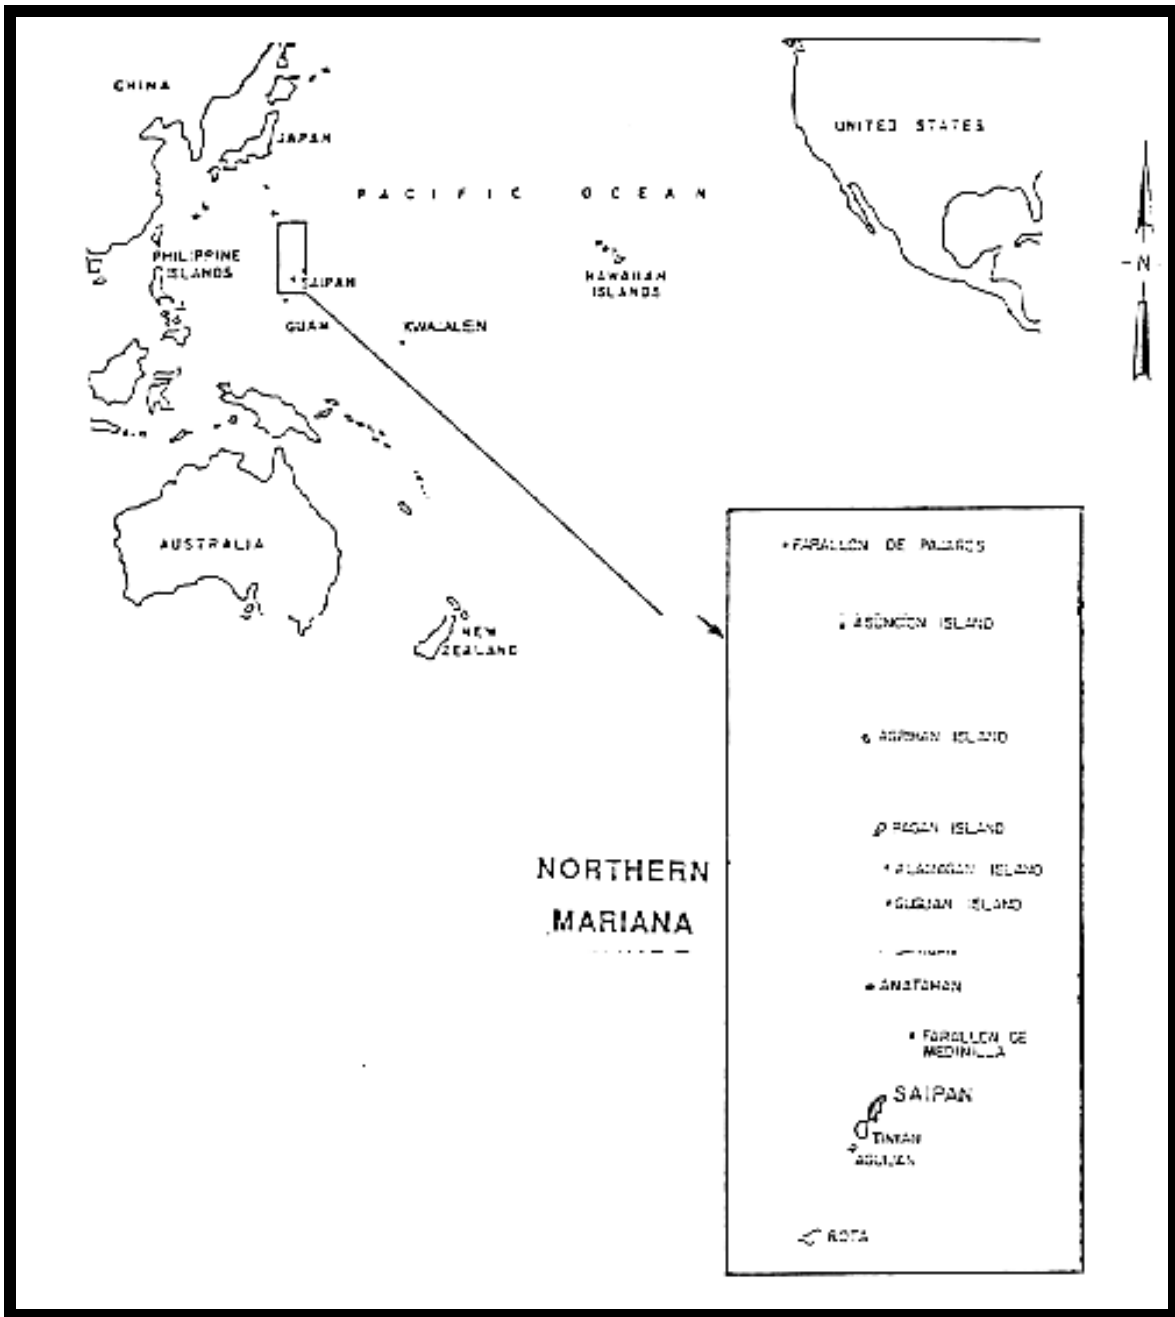 CHINA
JAPAN
UNITED STATES
PACIFIC OCEAN
-N-
PHILIPPINE
ISLANDS
SAIPAN
HAWAIIAN
ISLANDS
GUAM
KWAJALEIN
AUSTRALIA
NEW
ZEALAND
FARALLON DE PAJAROS
ASUNCION ISLAND
AGRIHAN ISLAND
PAGAN ISLAND
ALAMAGAN ISLAND
GUGUAN ISLAND
NORTHERN
MARIANA
ANATAHAN
FARALLON DE
MEDINILLA
SAIPAN
TINIAN
AGUIJAN
ROTA